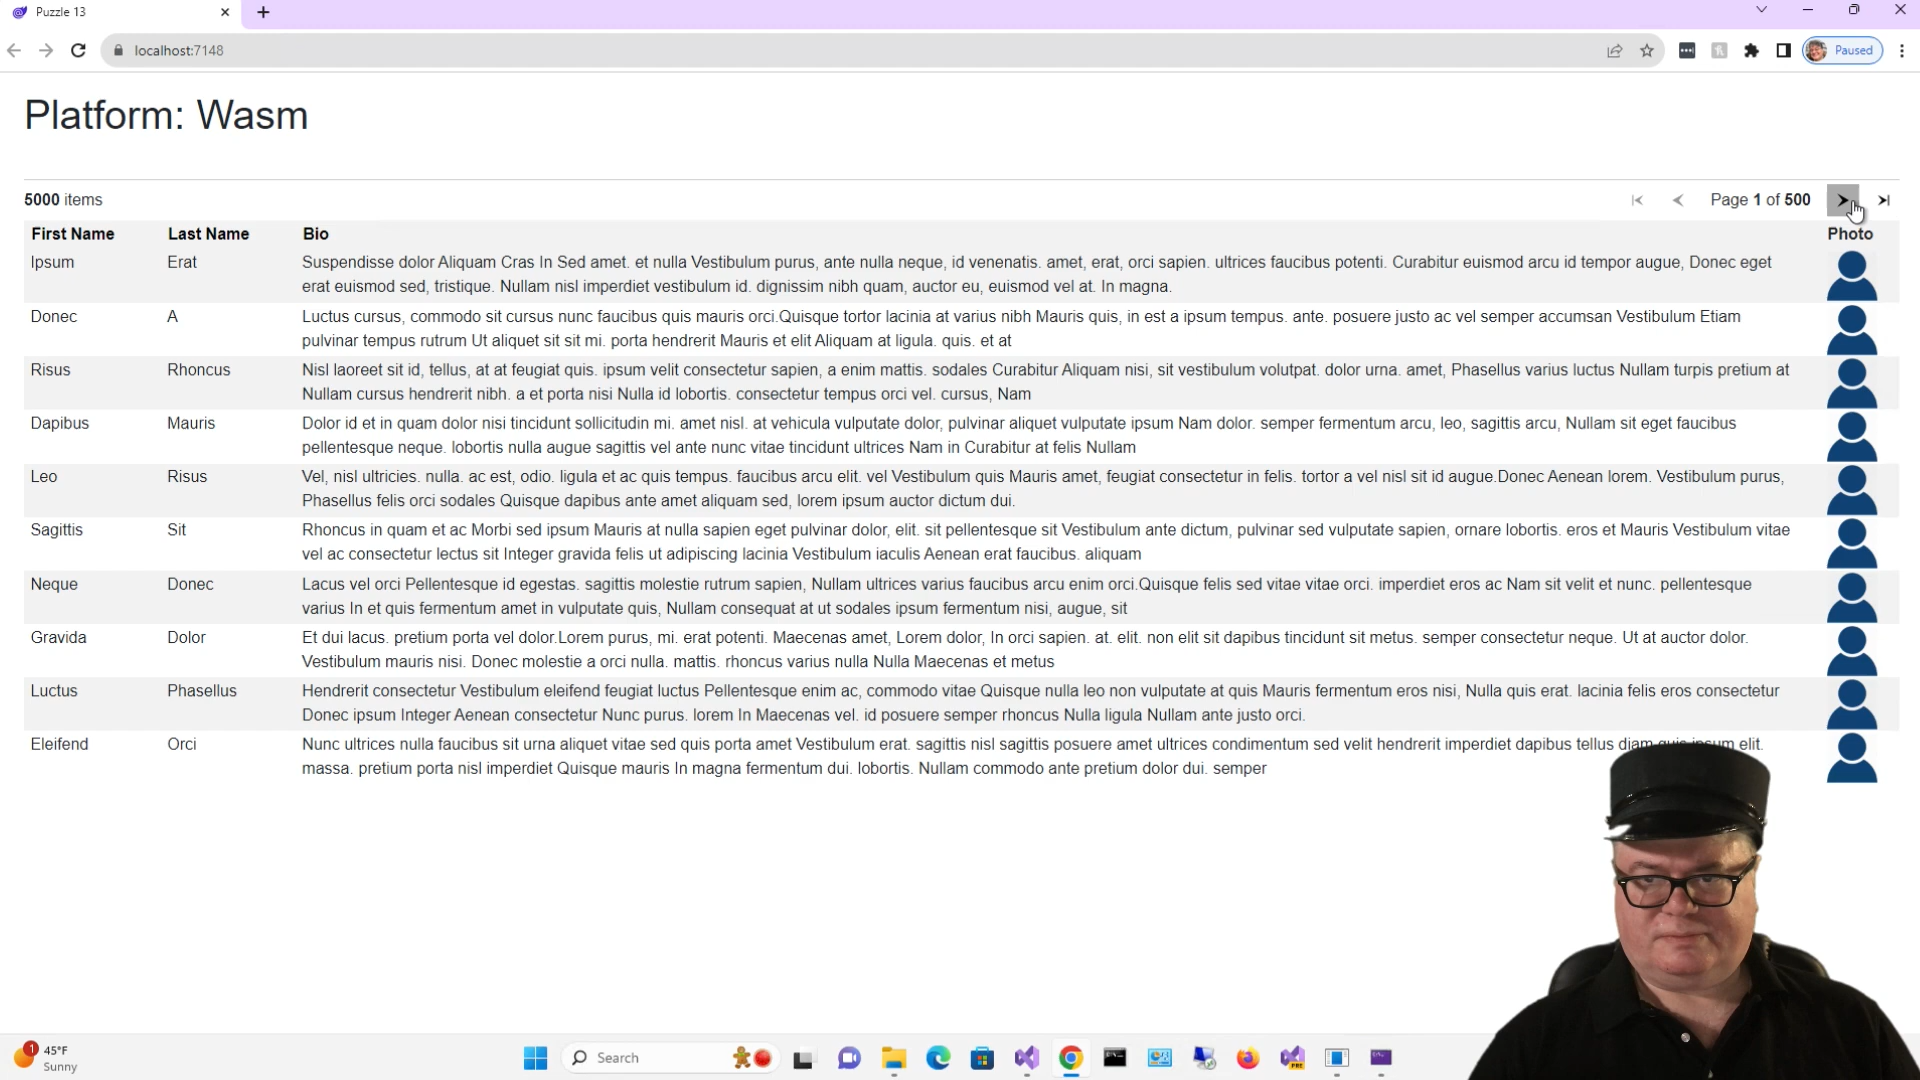 Puzzle 13
localhost:7148
Paused
Platform: Wasm
5000 items
Page 1 of 500
First Name Last Name Bio Photo
Ipsum Erat Suspendisse dolor Aliquam Cras In Sed amet. et nulla Vestibulum purus, ante nulla neque, id venenatis. amet, erat, orci sapien. ultrices faucibus potenti. Curabitur euismod arcu id tempor augue, Donec eget
erat euismod sed, tristique. Nullam nisl imperdiet vestibulum id. dignissim nibh quam, auctor eu, euismod vel at. In magna.
Donec A Luctus cursus, commodo sit cursus nunc faucibus quis mauris orci.Quisque tortor lacinia at varius nibh Mauris quis, in est a ipsum tempus. ante. posuere justo ac vel semper accumsan Vestibulum Etiam
pulvinar tempus rutrum Ut aliquet sit sit mi. porta hendrerit Mauris et elit Aliquam at ligula. quis. et at
Risus Rhoncus Nisl laoreet sit id, tellus, at at feugiat quis. ipsum velit consectetur sapien, a enim mattis. sodales Curabitur Aliquam nisi, sit vestibulum volutpat. dolor urna. amet, Phasellus varius luctus Nullam turpis pretium at
Nullam cursus hendrerit nibh. a et porta nisi Nulla id lobortis. consectetur tempus orci vel. cursus, Nam
Dapibus Mauris Dolor id et in quam dolor nisi tincidunt sollicitudin mi. amet nisl. at vehicula vulputate dolor, pulvinar aliquet vulputate ipsum Nam dolor. semper fermentum arcu, leo, sagittis arcu, Nullam sit eget faucibus
pellentesque neque. lobortis nulla augue sagittis vel ante nunc vitae tincidunt ultrices Nam in Curabitur at felis Nullam
Leo Risus Vel, nisl ultricies. nulla. ac est, odio. ligula et ac quis tempus. faucibus arcu elit. vel Vestibulum quis Mauris amet, feugiat consectetur in felis. tortor a vel nisl sit id augue.Donec Aenean lorem. Vestibulum purus,
Phasellus felis orci sodales Quisque dapibus ante amet aliquam sed, lorem ipsum auctor dictum dui.
Sagittis Sit Rhoncus in quam et ac Morbi sed ipsum Mauris at nulla sapien eget pulvinar dolor, elit. sit pellentesque sit Vestibulum ante dictum, pulvinar sed vulputate sapien, ornare lobortis. eros et Mauris Vestibulum vitae
vel ac consectetur lectus sit Integer gravida felis ut adipiscing lacinia Vestibulum iaculis Aenean erat faucibus. aliquam
Neque Donec Lacus vel orci Pellentesque id egestas. sagittis molestie rutrum sapien, Nullam ultrices varius faucibus arcu enim orci.Quisque felis sed vitae vitae orci. imperdiet eros ac Nam sit velit et nunc. pellentesque
varius In et quis fermentum amet in vulputate quis, Nullam consequat at ut sodales ipsum fermentum nisi, augue, sit
Gravida Dolor Et dui lacus. pretium porta vel dolor.Lorem purus, mi. erat potenti. Maecenas amet, Lorem dolor, In orci sapien. at. elit. non elit sit dapibus tincidunt sit metus. semper consectetur neque. Ut at auctor dolor.
Vestibulum mauris nisi. Donec molestie a orci nulla. mattis. rhoncus varius nulla Nulla Maecenas et metus
Luctus Phasellus Hendrerit consectetur Vestibulum eleifend feugiat luctus Pellentesque enim ac, commodo vitae Quisque nulla leo non vulputate at quis Mauris fermentum eros nisi, Nulla quis erat. lacinia felis eros consectetur
Donec ipsum Integer Aenean consectetur Nunc purus. lorem In Maecenas vel. id posuere semper rhoncus Nulla ligula Nullam ante justo orci.
Eleifend Orci Nunc ultrices nulla faucibus sit urna aliquet vitae sed quis porta amet Vestibulum erat. sagittis nisl sagittis posuere amet ultrices condimentum sed velit hendrerit imperdiet dapibus tellus diam elit.
massa. pretium porta nisl imperdiet Quisque mauris In magna fermentum dui. lobortis. Nullam commodo ante pretium dolor dui. semper
1
45°F
Sunny
Search
PRE